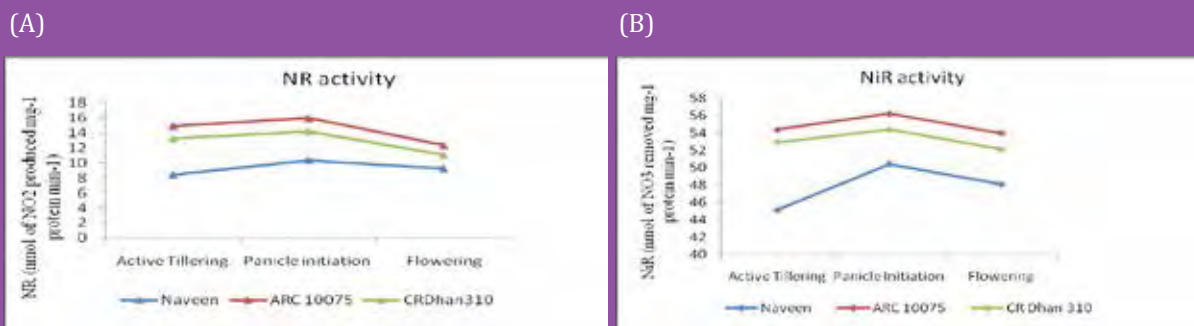 (A)
NR activity
NR (nmol of NO2 produced mg-1
protein min-1)
18
16
14
12
10
8
6
4
2
0
Active Tillering Panicle initiation Flowering
Naveen ARC 10075 CRDhan 310
(B)
NiR activity
NiR (nmol of NO3 removed mg-1
protein min-1)
58
56
54
52
50
48
46
44
42
40
Active Tillering Panicle Initiation Flowering
Naveen ARC 10075 CR Dhan 310